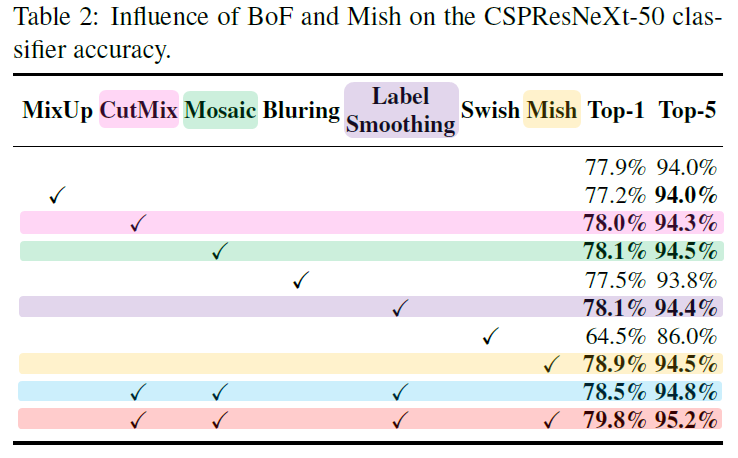 Table 2: Influence of BoF and Mish on the CSPResNeXt-50 clas-
sifier accuracy.
MixUp CutMix Mosaic Bluring Label Smoothing Swish Mish Top-1 Top-5
77.9% 94.0%
✓ 77.2% 94.0%
✓ 78.0% 94.3%
✓ 78.1% 94.5%
✓ 77.5% 93.8%
✓ 78.1% 94.4%
✓ 64.5% 86.0%
✓ 78.9% 94.5%
✓ ✓ ✓ 78.5% 94.8%
✓ ✓ ✓ ✓ 79.8% 95.2%